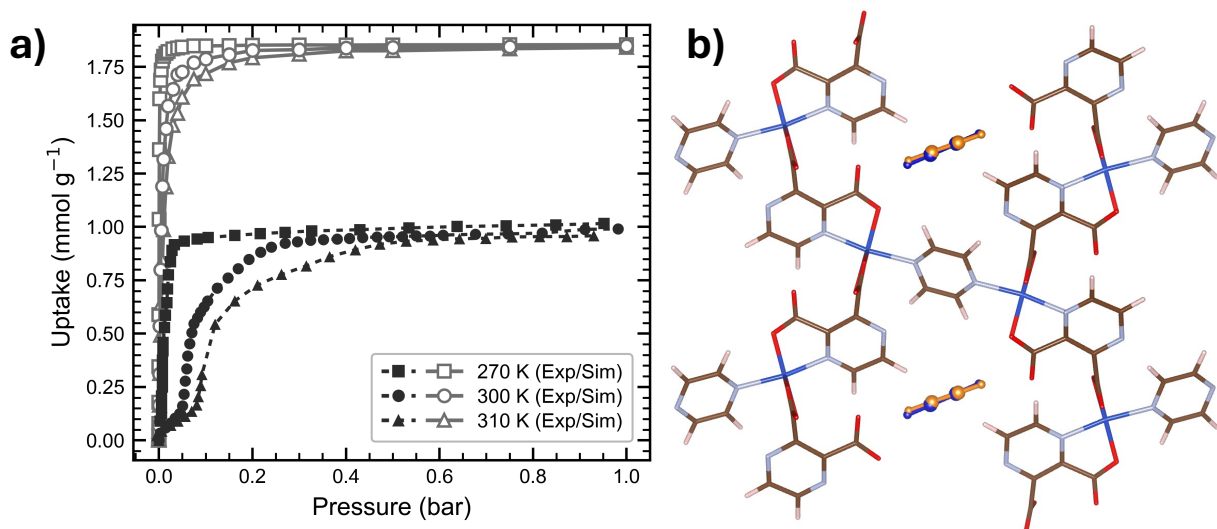 a)
b)
Uptake (mmol g⁻¹)
1.75
1.50
1.25
1.00
0.75
0.50
0.25
0.00
270 K (Exp/Sim)
300 K (Exp/Sim)
310 K (Exp/Sim)
0.0 0.2 0.4 0.6 0.8 1.0
Pressure (bar)